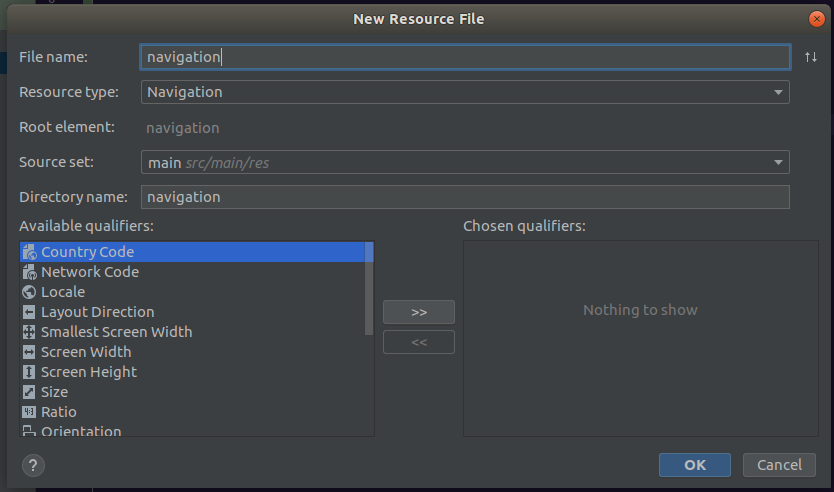 New Resource File
File name: navigation
Resource type: Navigation
Root element: navigation
Source set: main src/main/res
Directory name: navigation
Available qualifiers: Chosen qualifiers:
Country Code
Network Code
Locale
Layout Direction
Smallest Screen Width
Screen Width
Screen Height
Size
Ratio
Orientation
>>
<<
Nothing to show
? OK Cancel